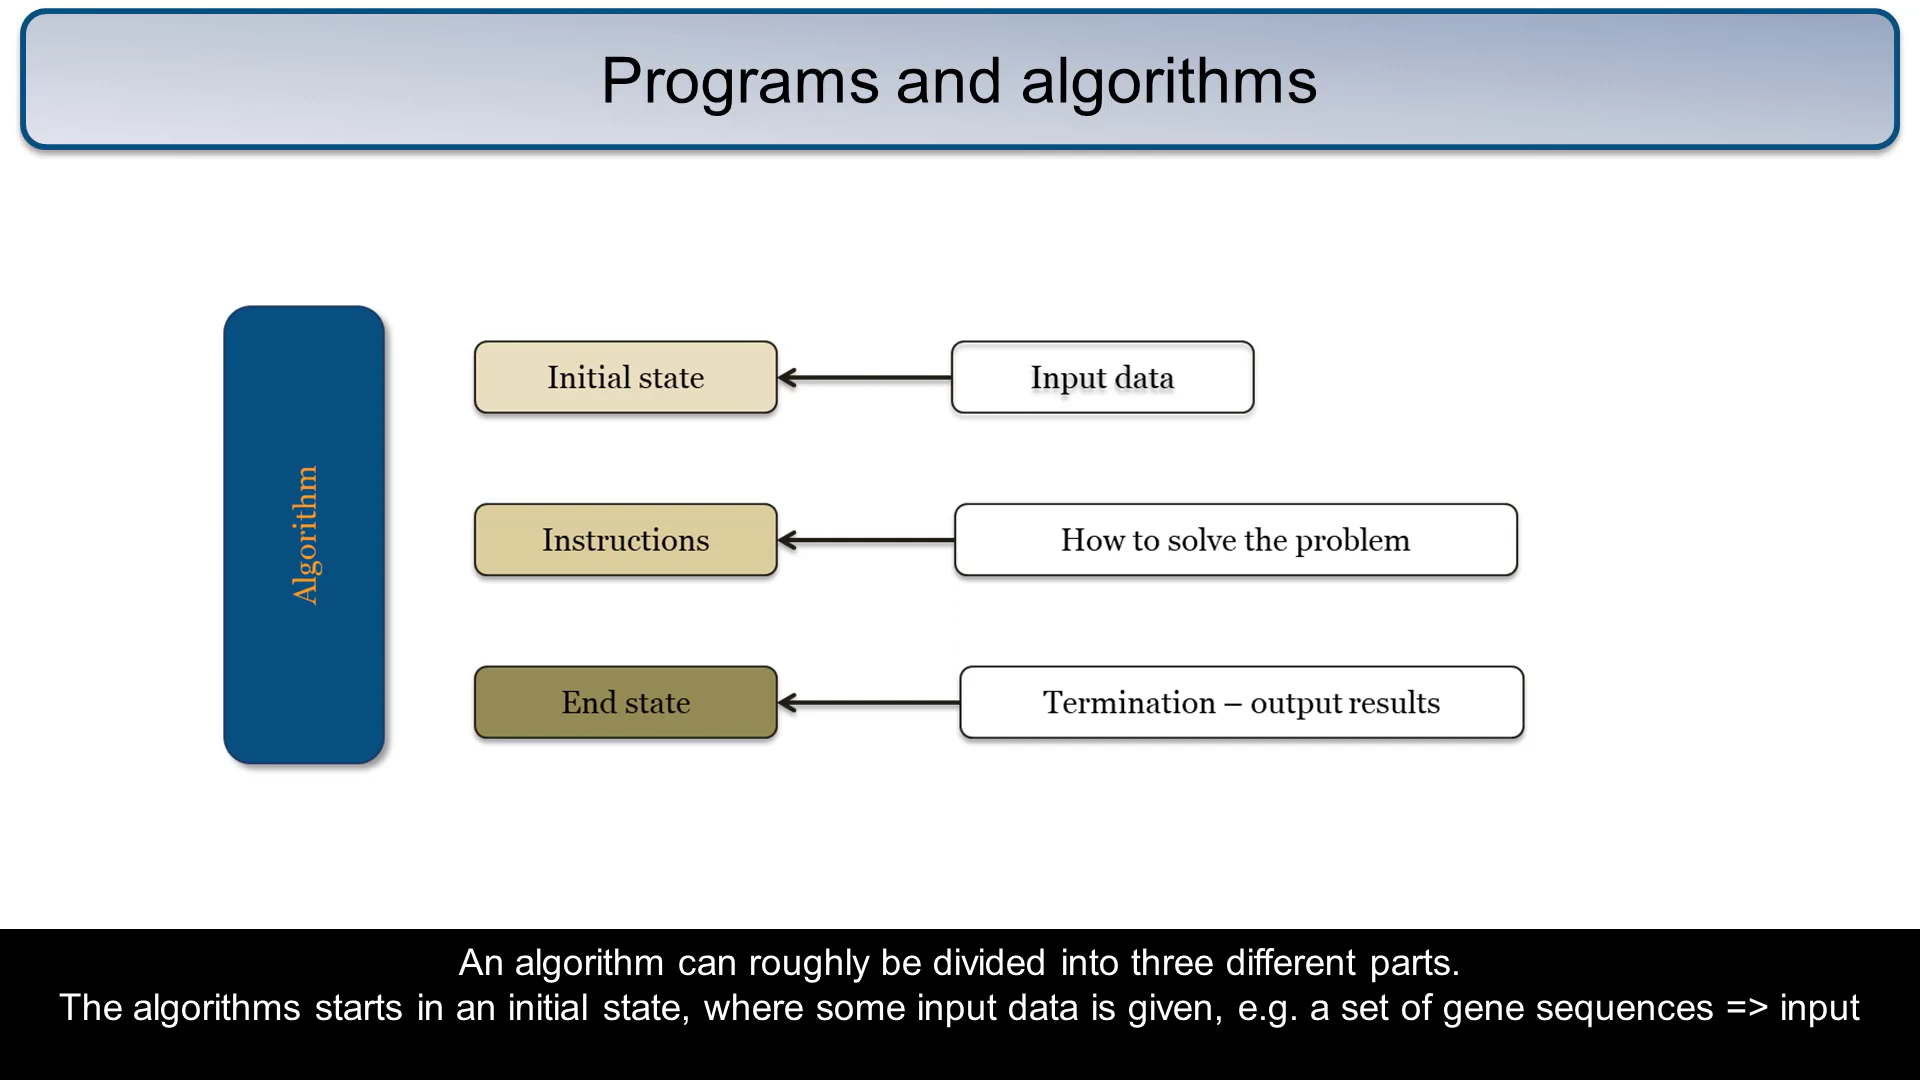 Programs and algorithms
Algorithm
Initial state
Input data
Instructions
How to solve the problem
End state
Termination – output results
An algorithm can roughly be divided into three different parts.
The algorithms starts in an initial state, where some input data is given, e.g. a set of gene sequences => input